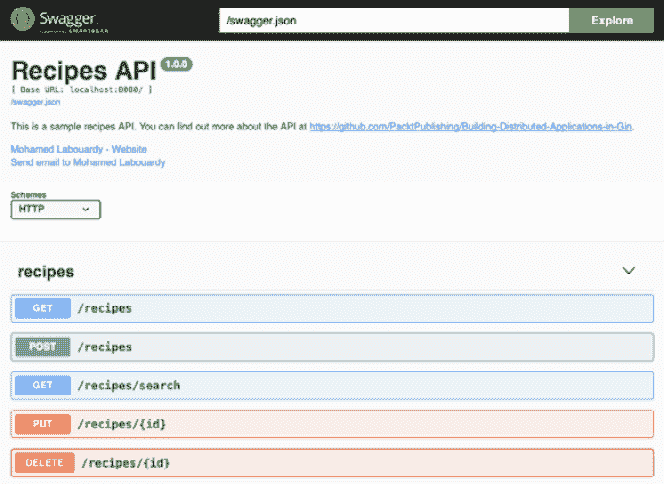 Swagger
/swagger.json
Explore
Recipes API 1.0.0
[ Base URL: localhost:8080/ ]
/swagger.json
This is a sample recipes API. You can find out more about the API at https://github.com/PacktPublishing/Building-Distributed-Applications-in-Gin.
Mohamed Labouardy - Website
Send email to Mohamed Labouardy
Schemes
HTTP
recipes
GET /recipes
POST /recipes
GET /recipes/search
PUT /recipes/{id}
DELETE /recipes/{id}